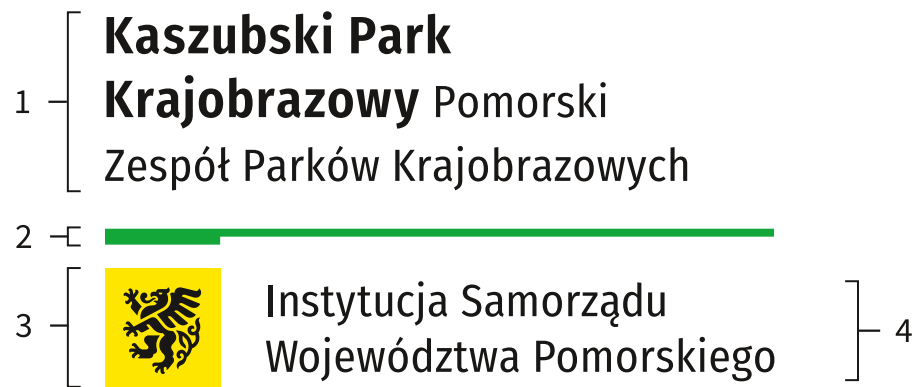 Kaszubski Park
1 Krajobrazowy Pomorski
Zespół Parków Krajobrazowych
2
3 Instytucja Samorządu
Województwa Pomorskiego 4